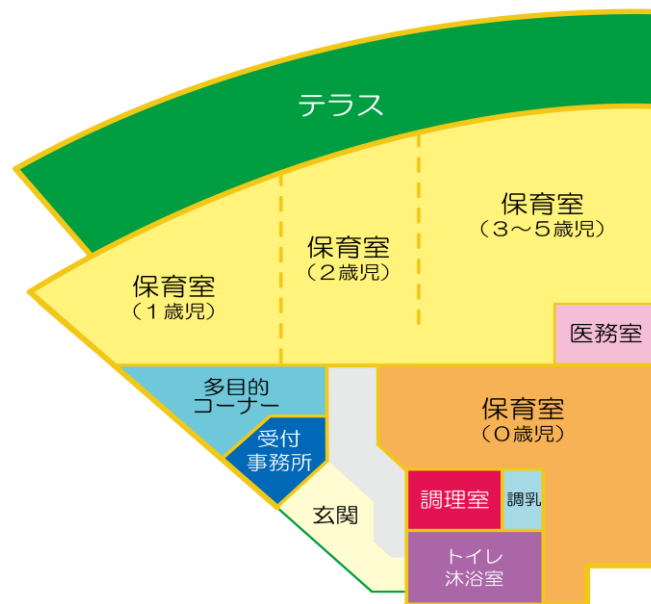 テラス
保育室
（3〜5歳児）
保育室
（2歳児）
保育室
（1歳児）
医務室
多目的
コーナー
保育室
（0歳児）
受付
事務所
調理室
調乳
玄関
トイレ
沐浴室